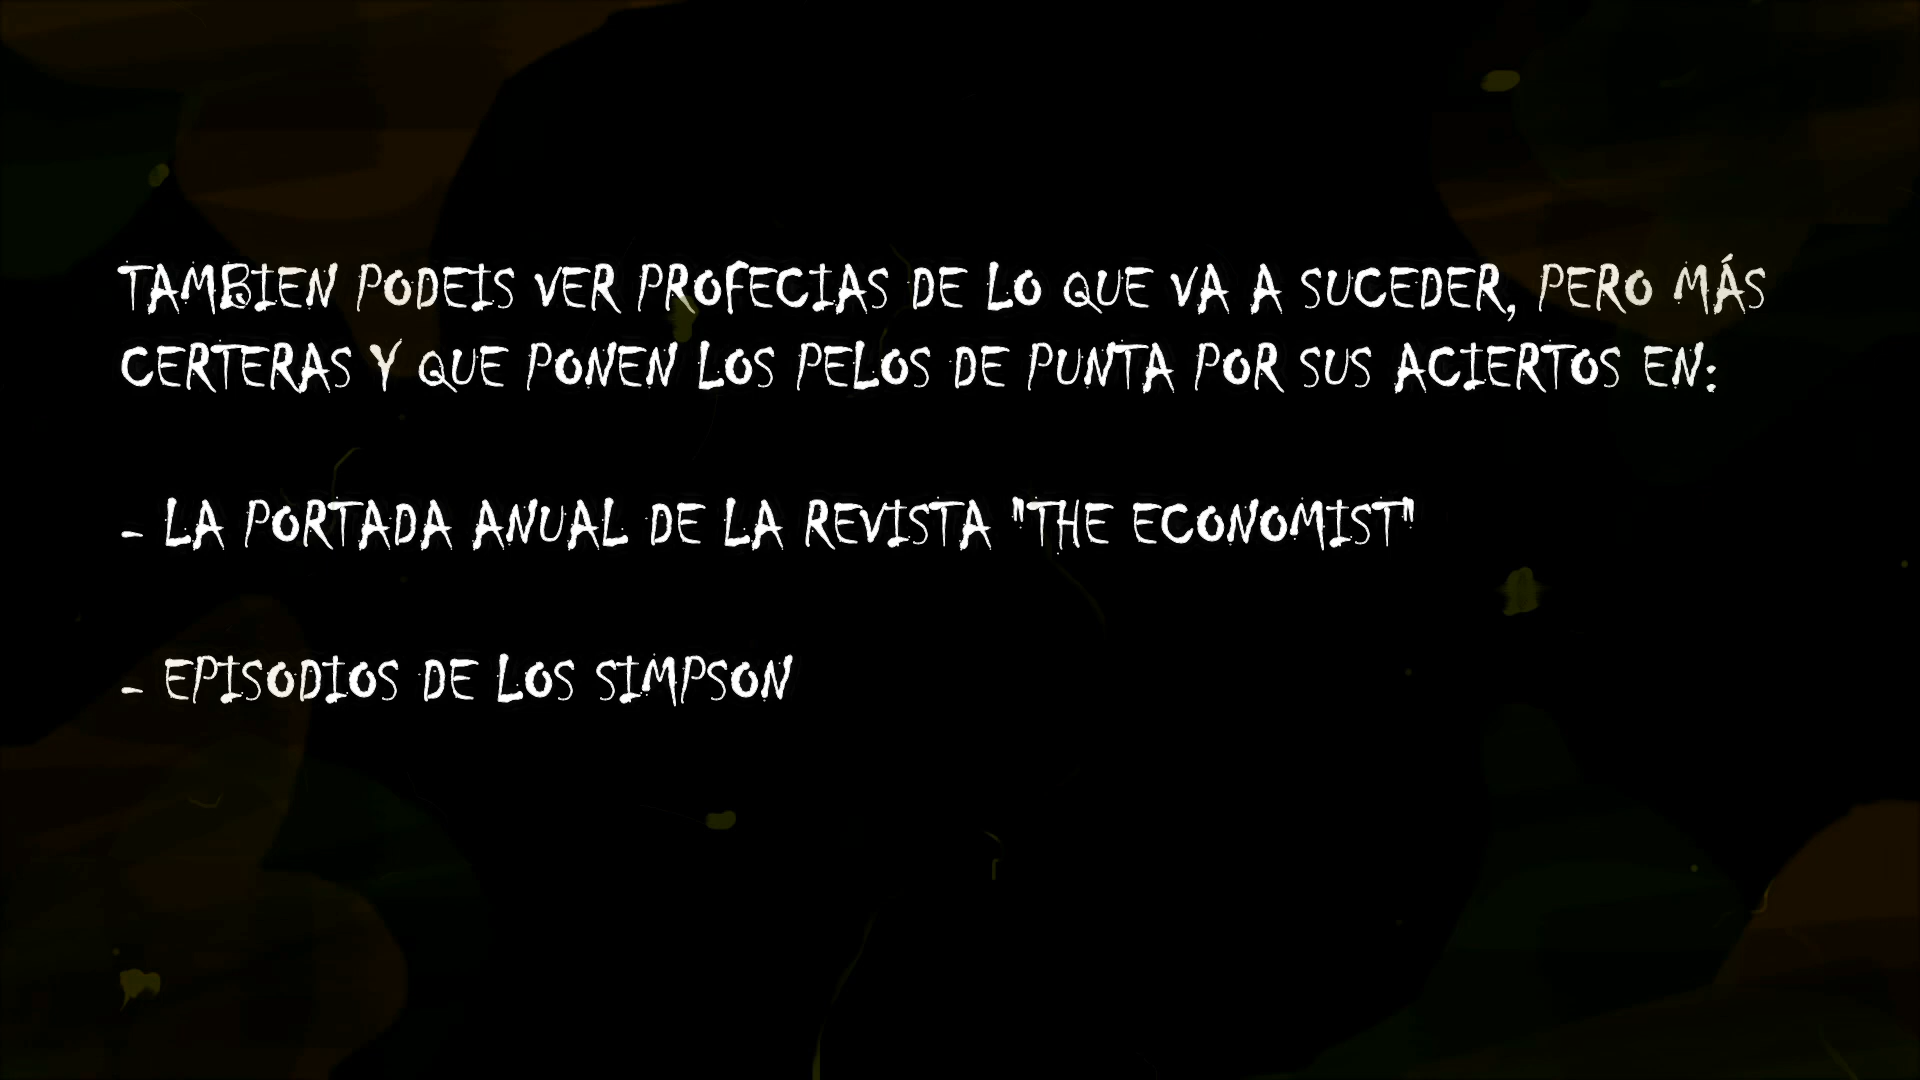 TAMBIEN PODEIS VER PROFECIAS DE LO QUE VA A SUCEDER, PERO MÁS
CERTERAS Y QUE PONEN LOS PELOS DE PUNTA POR SUS ACIERTOS EN:
- LA PORTADA ANUAL DE LA REVISTA "THE ECONOMIST"
- EPISODIOS DE LOS SIMPSON